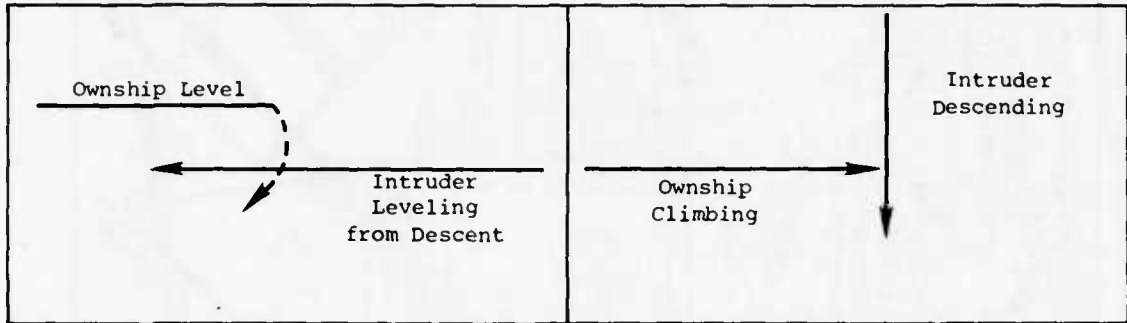 Ownship Level
Intruder
Leveling
from Descent
Ownship
Climbing
Intruder
Descending